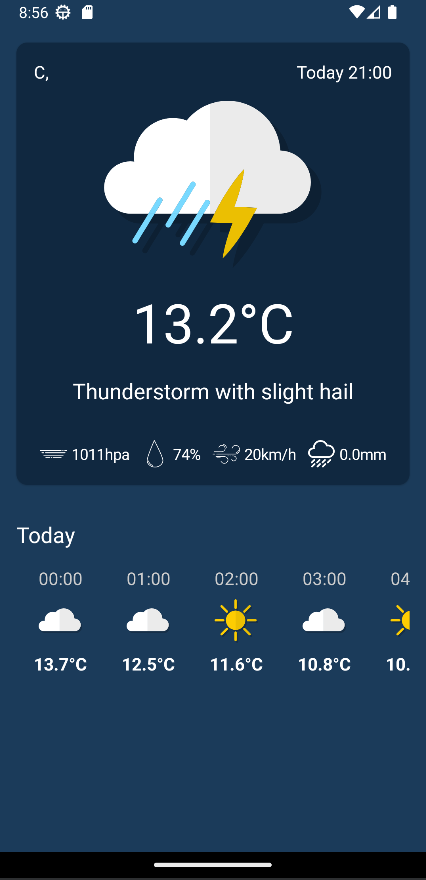 8:56
C, Today 21:00
13.2°C
Thunderstorm with slight hail
1011hpa 74% 20km/h 0.0mm
Today
00:00 01:00 02:00 03:00 04
13.7°C 12.5°C 11.6°C 10.8°C 10.